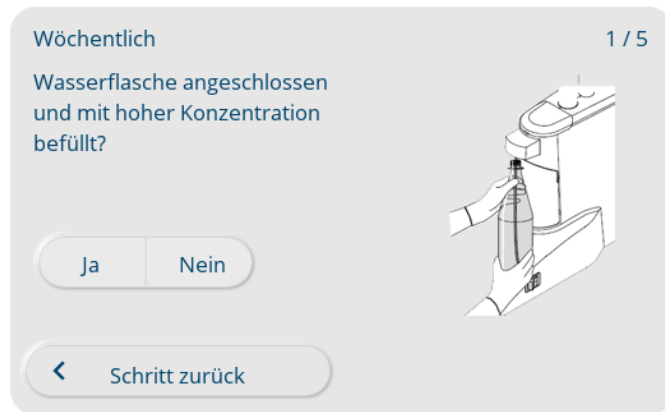 Wöchentlich
1 / 5
Wasserflasche angeschlossen
und mit hoher Konzentration
befüllt?
Ja
Nein
Schritt zurück